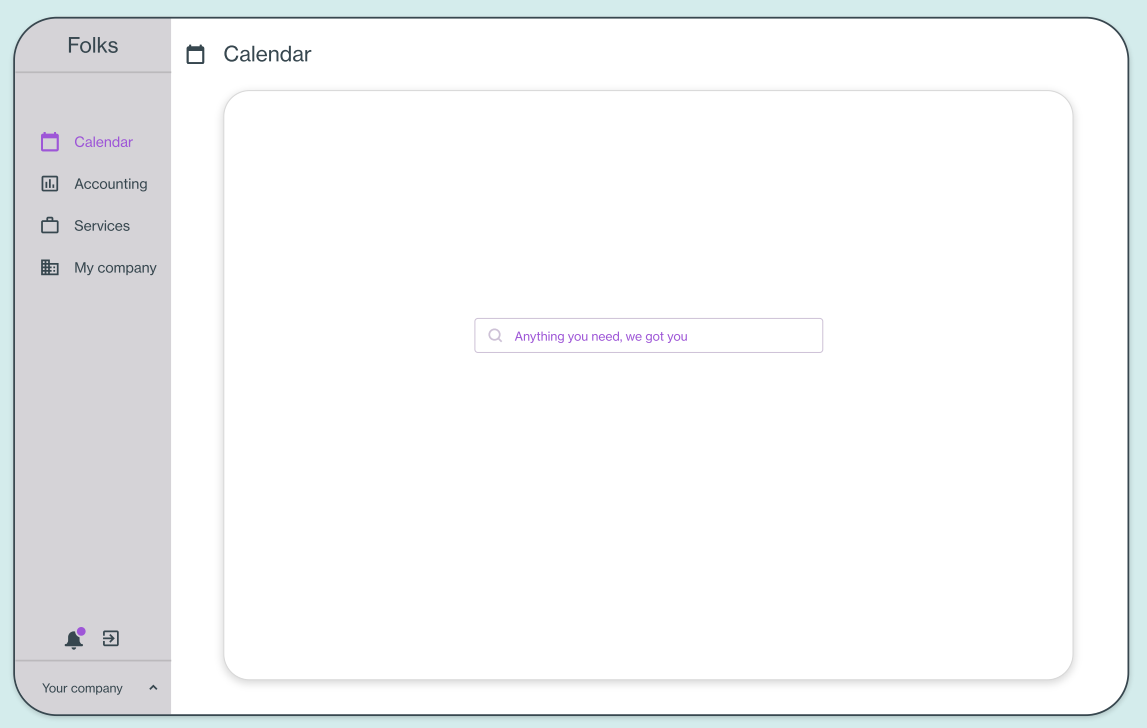 Folks
Calendar
Calendar
Accounting
Services
My company
Anything you need, we got you
Your company